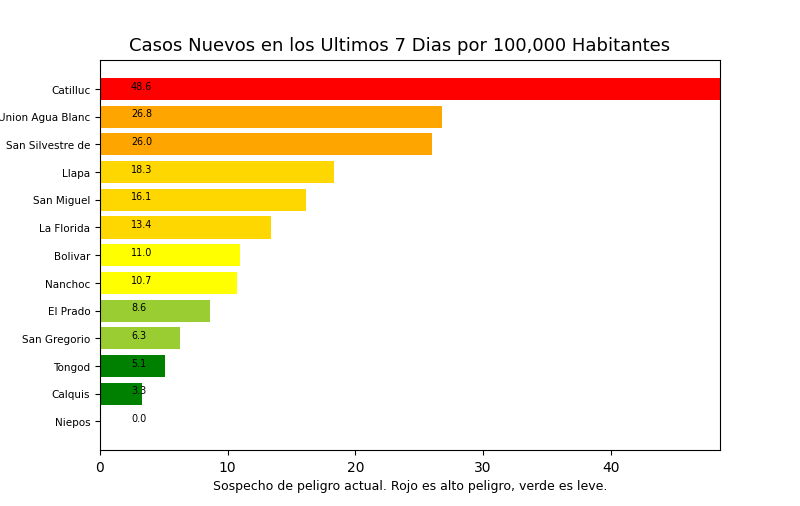 Casos Nuevos en los Ultimos 7 Dias por 100,000 Habitantes
Catilluc 48.6
Union Agua Blanc 26.8
San Silvestre de 26.0
Llapa 18.3
San Miguel 16.1
La Florida 13.4
Bolivar 11.0
Nanchoc 10.7
El Prado 8.6
San Gregorio 6.3
Tongod 5.1
Calquis 3.3
Niepos 0.0
0 10 20 30 40
Sospecho de peligro actual. Rojo es alto peligro, verde es leve.